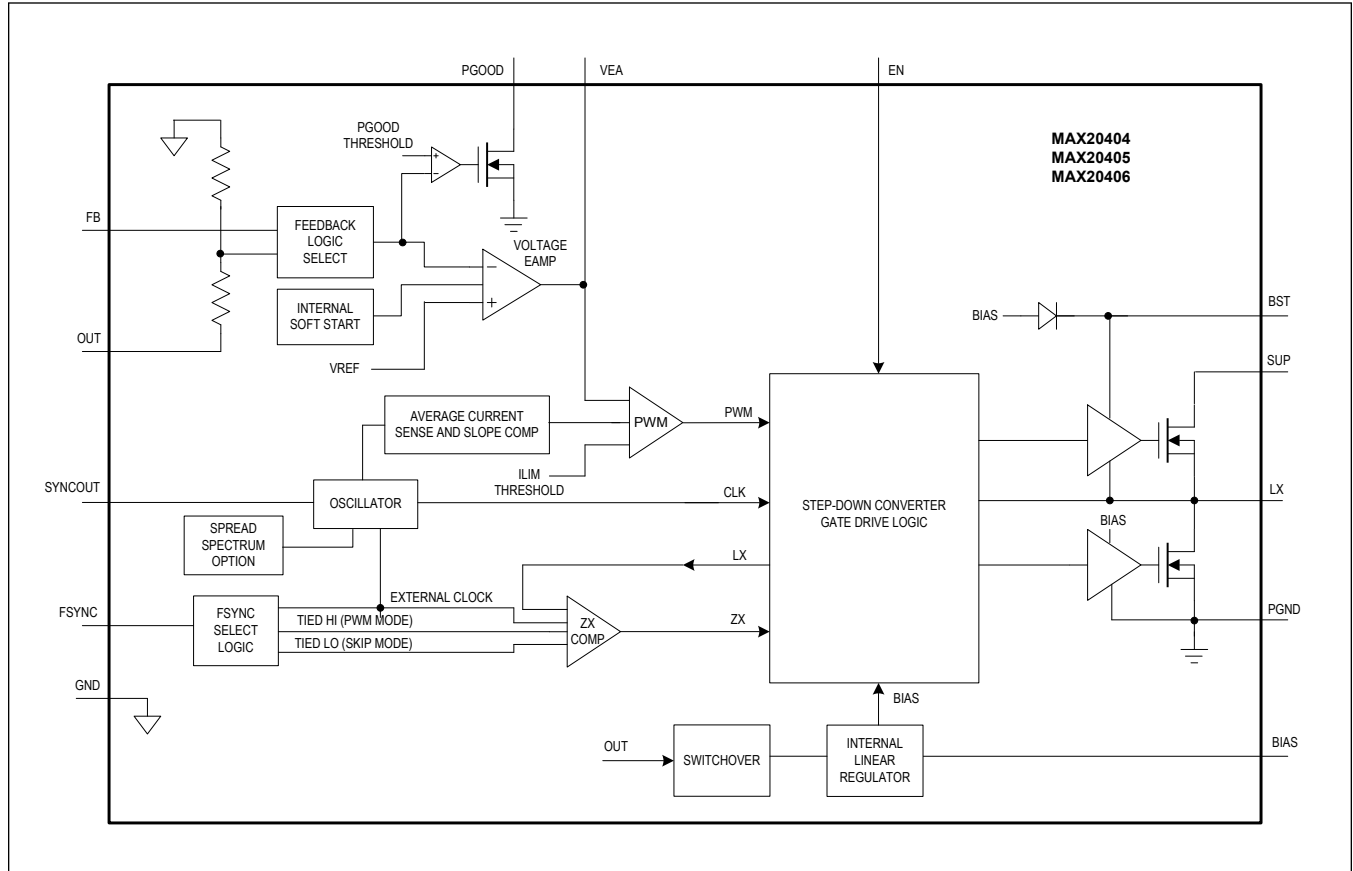 PGOOD
VEA
EN
PGOOD
THRESHOLD
+
-
MAX20404
MAX20405
MAX20406
FB
FEEDBACK
LOGIC
SELECT
VOLTAGE
EAMP
−
+
INTERNAL
SOFT START
OUT
VREF
BIAS
BST
SUP
AVERAGE CURRENT
SENSE AND SLOPE COMP
PWM
PWM
ILIM
THRESHOLD
SYNCOUT
OSCILLATOR
CLK
STEP-DOWN CONVERTER
GATE DRIVE LOGIC
LX
SPREAD
SPECTRUM
OPTION
LX
BIAS
FSYNC
FSYNC
SELECT
LOGIC
EXTERNAL CLOCK
TIED HI (PWM MODE)
TIED LO (SKIP MODE)
ZX
COMP
ZX
PGND
GND
BIAS
OUT
SWITCHOVER
INTERNAL
LINEAR
REGULATOR
BIAS